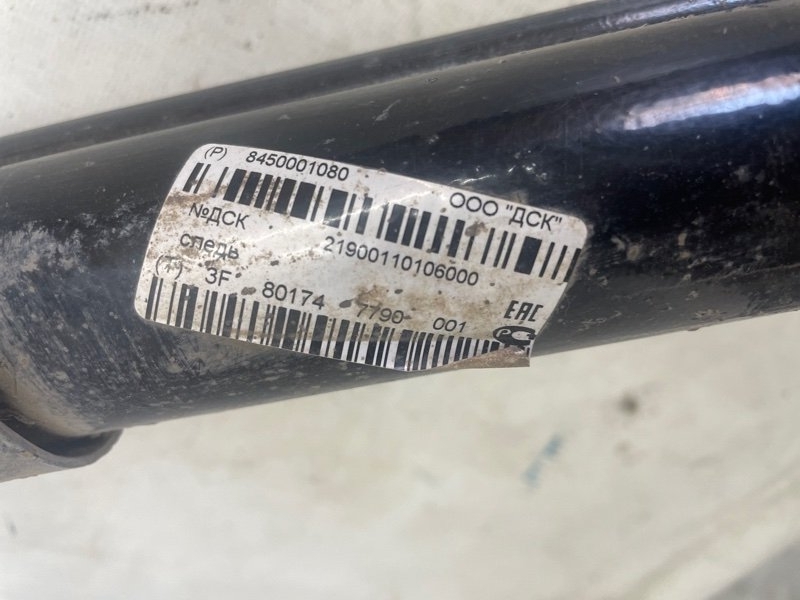 (P) 8450001080 ООО "ДСК"
№ДСК 21900110106000
спедв
(T) 3F 80174 7790 001
EAC